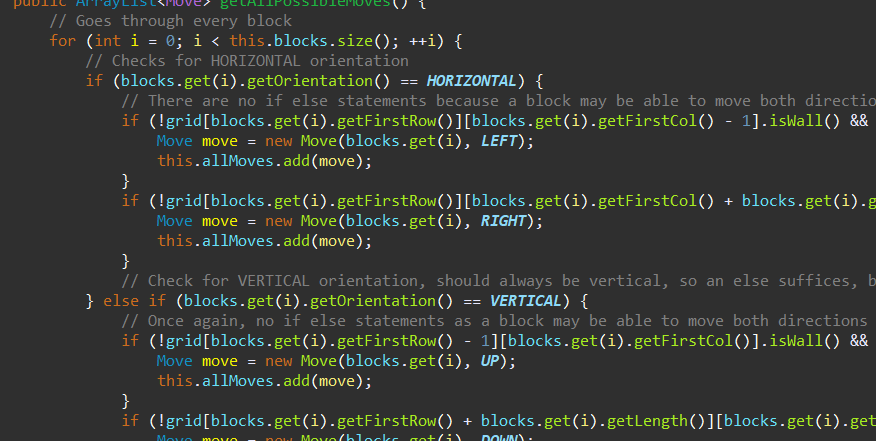 public ArrayList<Move> getAllPossibleMoves() {
// Goes through every block
for (int i = 0; i < this.blocks.size(); ++i) {
// Checks for HORIZONTAL orientation
if (blocks.get(i).getOrientation() == HORIZONTAL) {
// There are no if else statements because a block may be able to move both directio
if (!grid[blocks.get(i).getFirstRow()][blocks.get(i).getFirstCol() - 1].isWall() &&
Move move = new Move(blocks.get(i), LEFT);
this.allMoves.add(move);
}
if (!grid[blocks.get(i).getFirstRow()][blocks.get(i).getFirstCol() + blocks.get(i).g
Move move = new Move(blocks.get(i), RIGHT);
this.allMoves.add(move);
}
// Check for VERTICAL orientation, should always be vertical, so an else suffices, b
} else if (blocks.get(i).getOrientation() == VERTICAL) {
// Once again, no if else statements as a block may be able to move both directions
if (!grid[blocks.get(i).getFirstRow() - 1][blocks.get(i).getFirstCol()].isWall() &&
Move move = new Move(blocks.get(i), UP);
this.allMoves.add(move);
}
if (!grid[blocks.get(i).getFirstRow() + blocks.get(i).getLength()][blocks.get(i).get
Move move = new Move(blocks.get(i), DOWN);